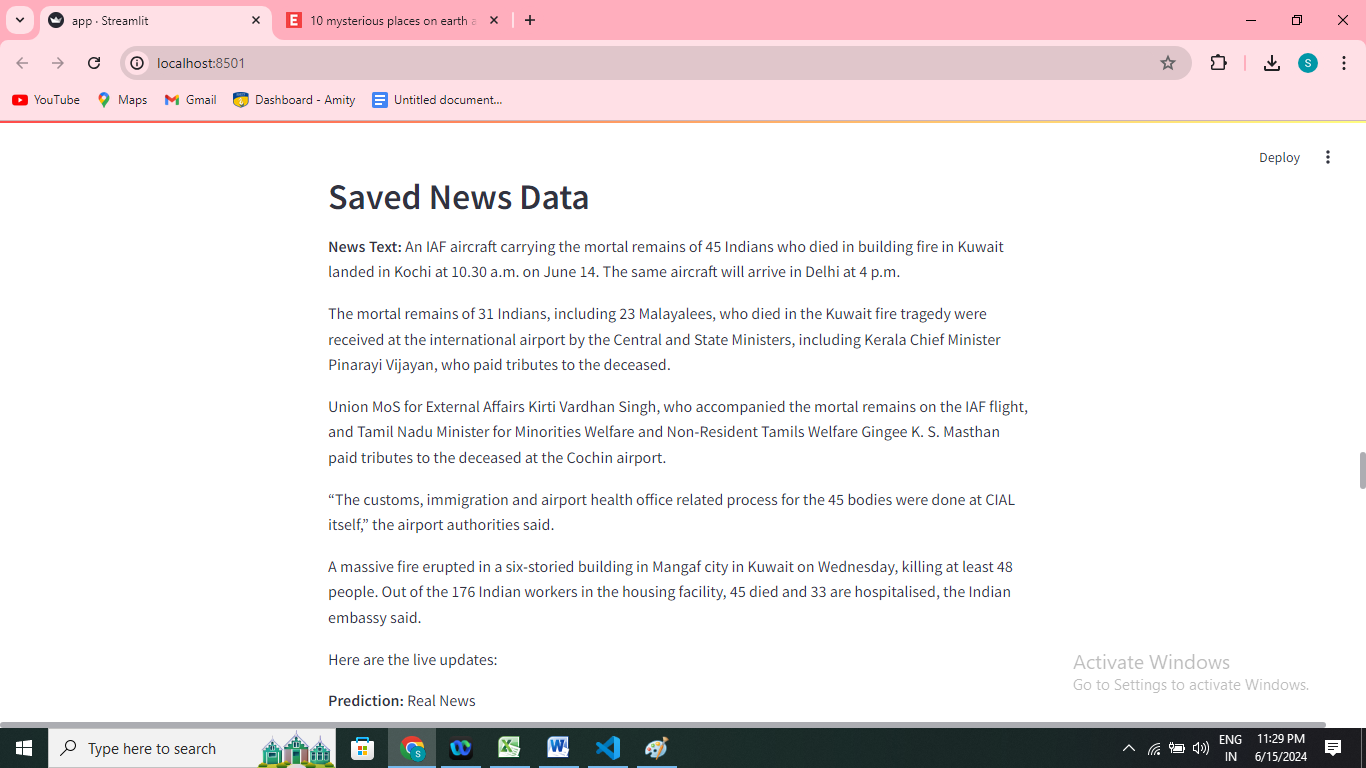 app · Streamlit
10 mysterious places on earth a
localhost:8501
S
YouTube
Maps
Gmail
Dashboard - Amity
Untitled document...
Deploy
Saved News Data
News Text: An IAF aircraft carrying the mortal remains of 45 Indians who died in building fire in Kuwait
landed in Kochi at 10.30 a.m. on June 14. The same aircraft will arrive in Delhi at 4 p.m.
The mortal remains of 31 Indians, including 23 Malayalees, who died in the Kuwait fire tragedy were
received at the international airport by the Central and State Ministers, including Kerala Chief Minister
Pinarayi Vijayan, who paid tributes to the deceased.
Union MoS for External Affairs Kirti Vardhan Singh, who accompanied the mortal remains on the IAF flight,
and Tamil Nadu Minister for Minorities Welfare and Non-Resident Tamils Welfare Gingee K. S. Masthan
paid tributes to the deceased at the Cochin airport.
“The customs, immigration and airport health office related process for the 45 bodies were done at CIAL
itself,” the airport authorities said.
A massive fire erupted in a six-storied building in Mangaf city in Kuwait on Wednesday, killing at least 48
people. Out of the 176 Indian workers in the housing facility, 45 died and 33 are hospitalised, the Indian
embassy said.
Here are the live updates:
Prediction: Real News
Activate Windows
Go to Settings to activate Windows.
Type here to search
ENG
IN
11:29 PM
6/15/2024